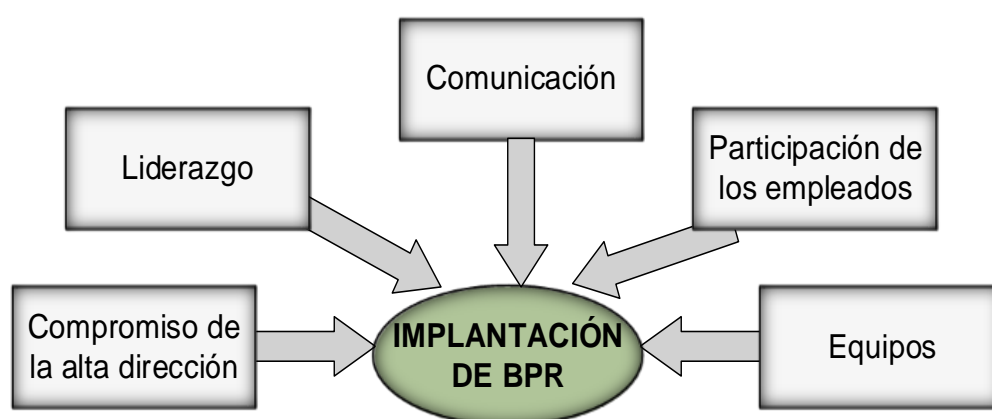 Comunicación
Liderazgo
Participación de
los empleados
Compromiso de
la alta dirección
IMPLANTACIÓN
DE BPR
Equipos